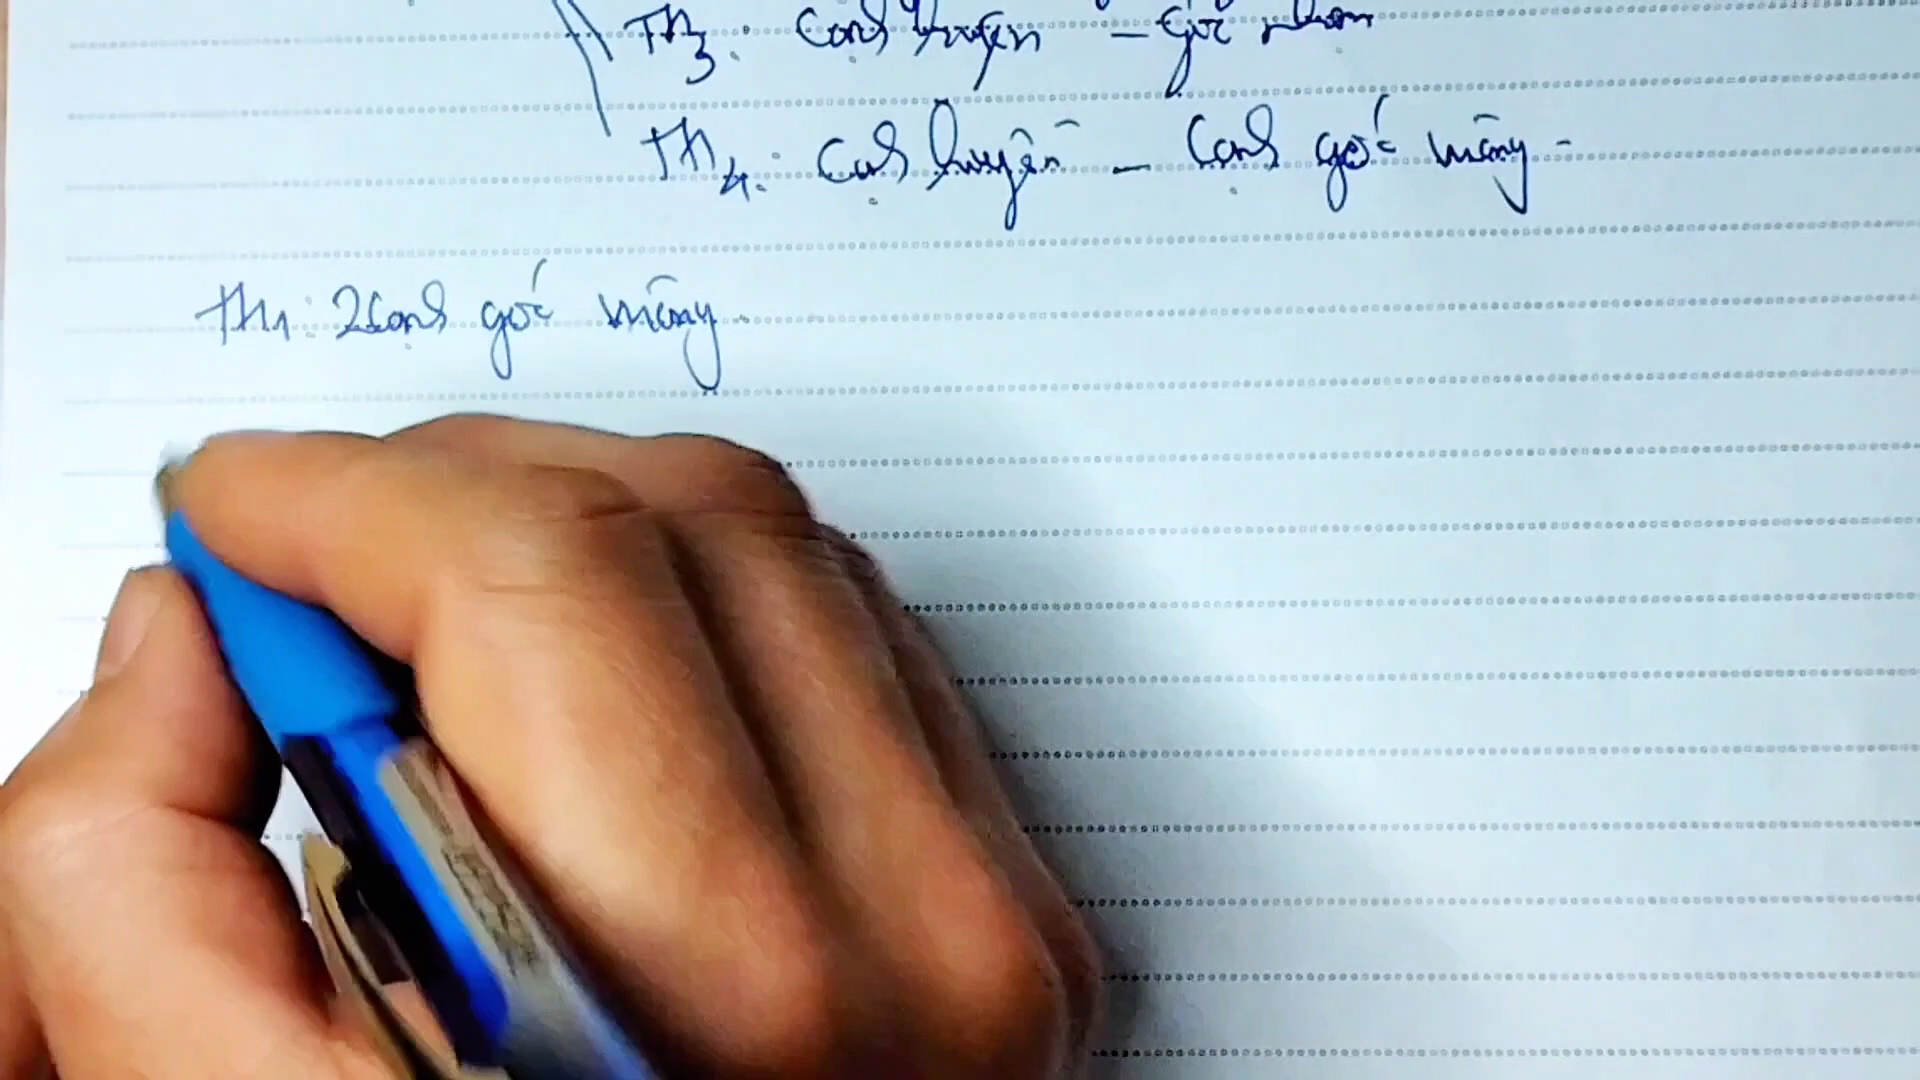 TH3: Cạnh huyền - góc nhọn
TH4: Cạnh huyền - Cạnh góc vuông.
TH1: 2 Cạnh góc vuông.